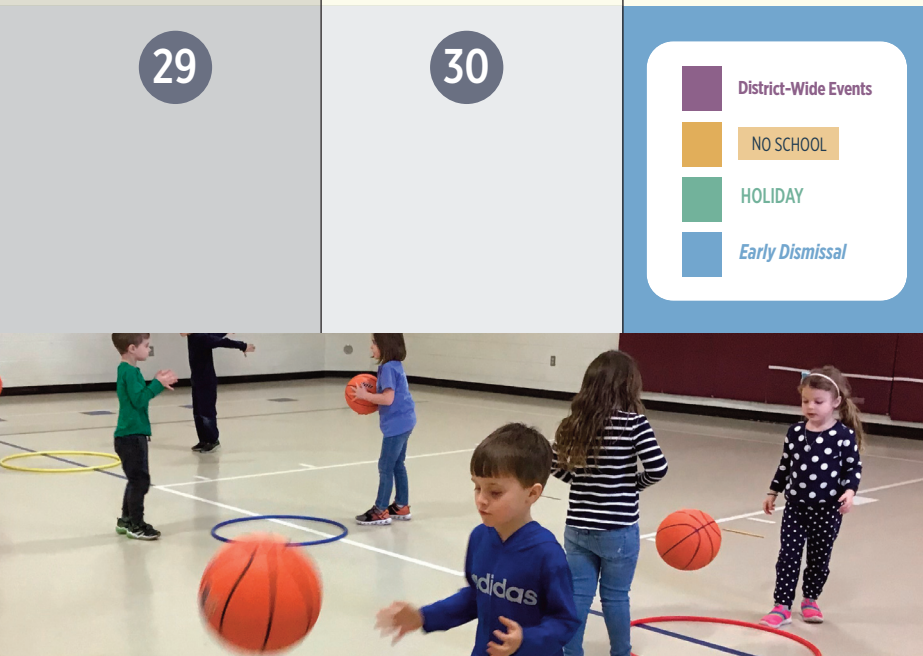 29
30
District-Wide Events
NO SCHOOL
HOLIDAY
Early Dismissal
adidas